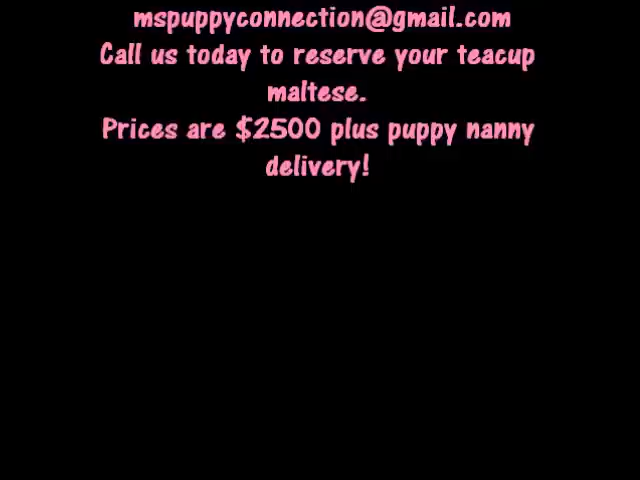 mspuppyconnection@gmail.com
Call us today to reserve your teacup
maltese.
Prices are $2500 plus puppy nanny
delivery!